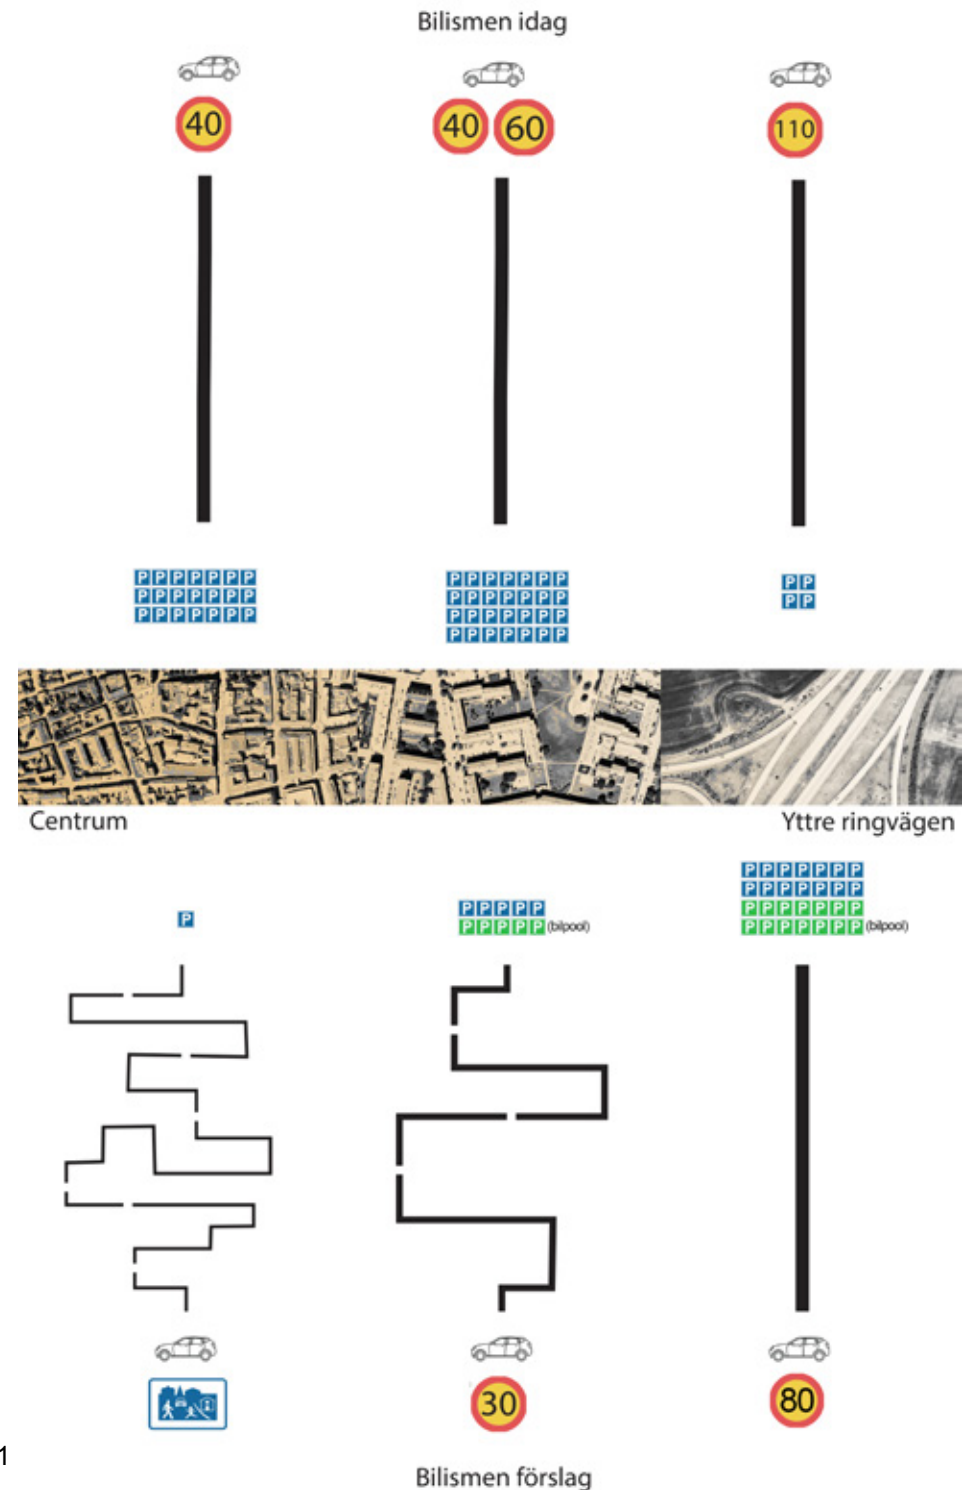 Bilismen idag
40 40 60 110
P P P P P P P P P P P P P P P P
P P P P P P P P P P P P P P P P
P P P P P P P P P P P P P P
P P P P P P P
Centrum Yttre ringvägen
P P P P P P P
P P P P P P P P P P P P P
P P P P P P P P P P P P (bilpool)
P P P P P P P (bilpool)
30 80
1
Bilismen förslag